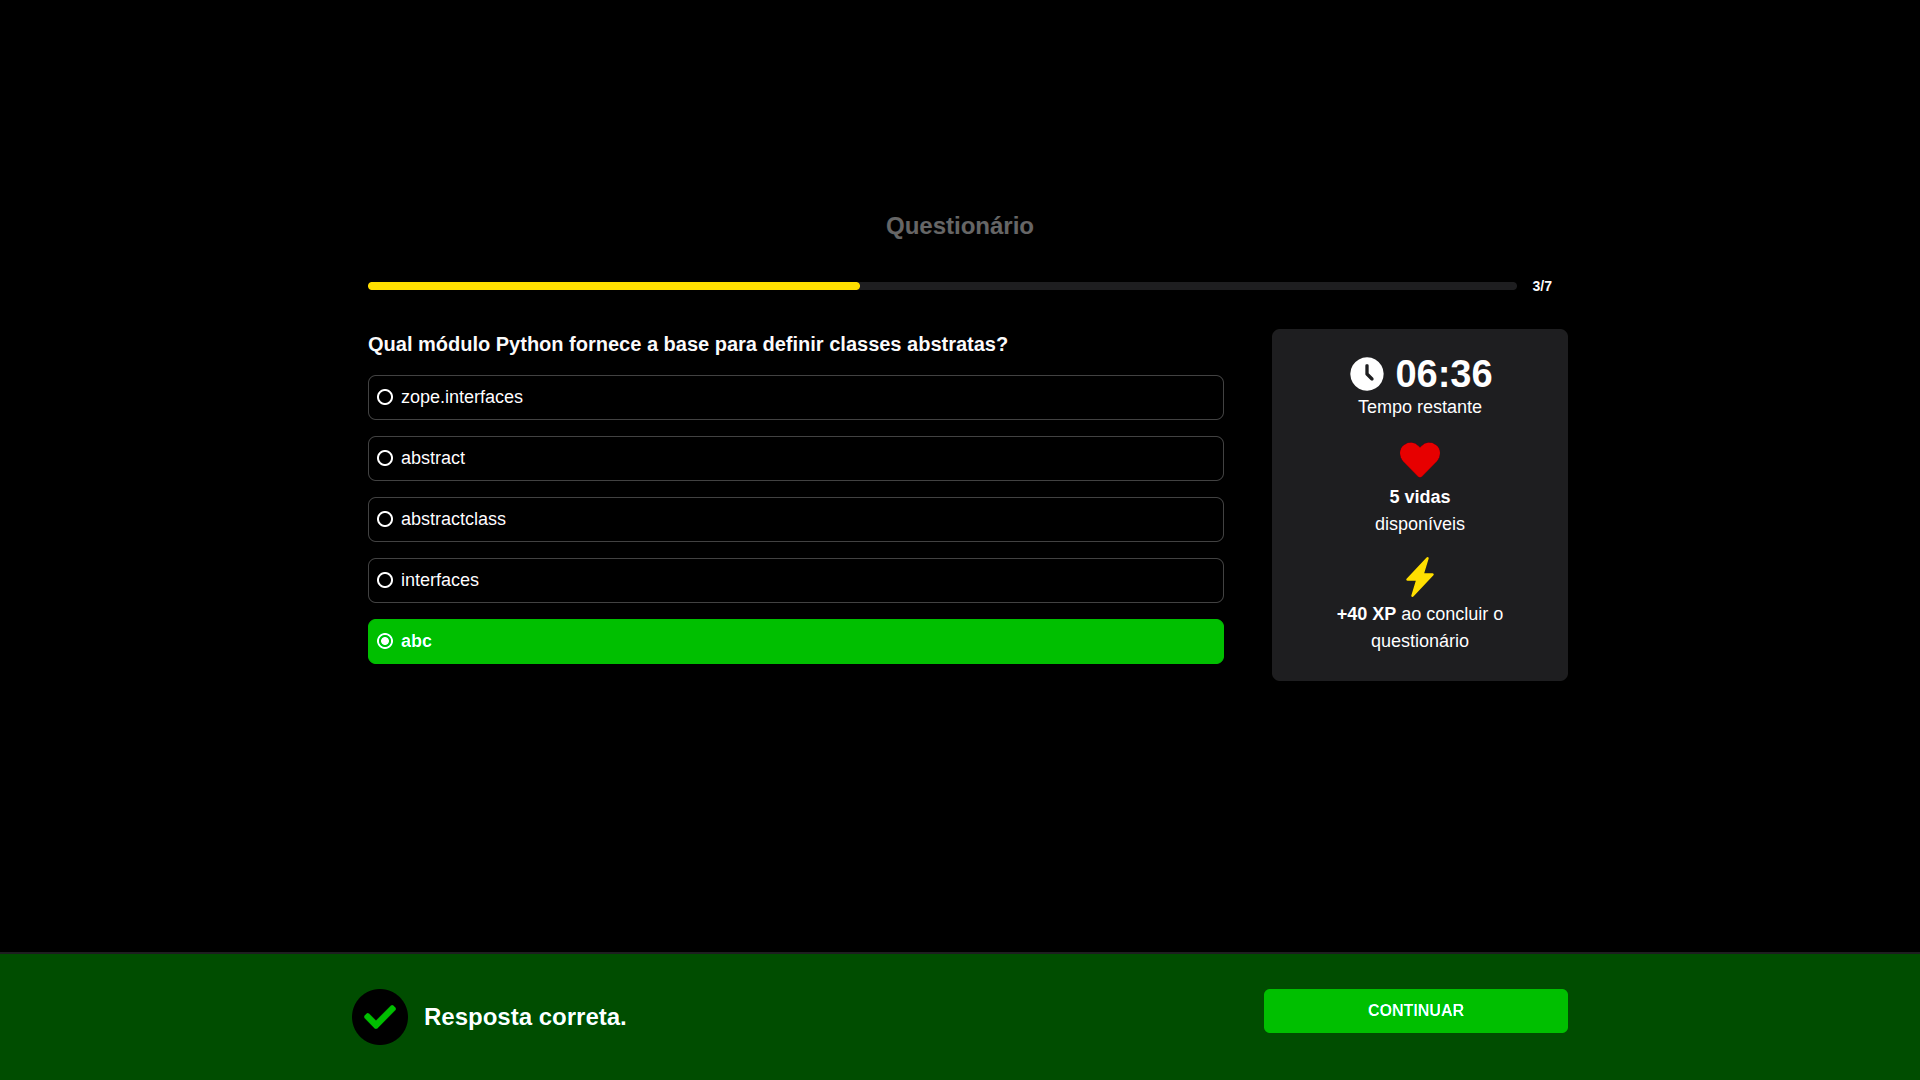 Questionário
3/7
Qual módulo Python fornece a base para definir classes abstratas?
zope.interfaces
abstract
abstractclass
interfaces
abc
06:36
Tempo restante
5 vidas
disponíveis
+40 XP ao concluir o
questionário
Resposta correta.
CONTINUAR